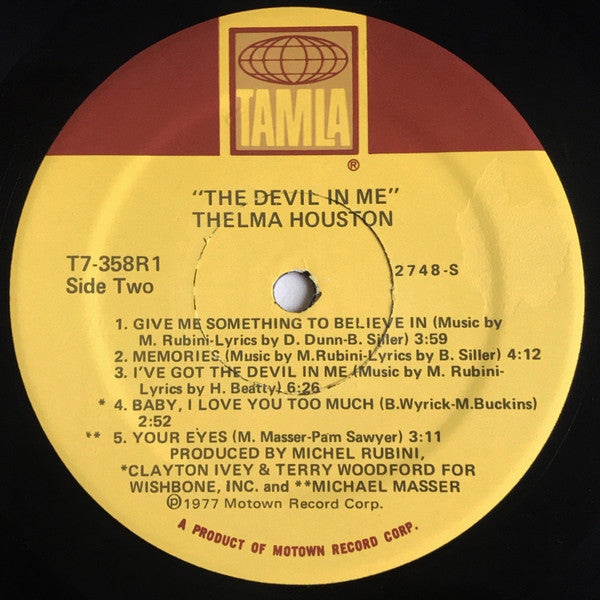 TAMLA
®
"THE DEVIL IN ME"
THELMA HOUSTON
T7-358R1
Side Two
2748-S
1. GIVE ME SOMETHING TO BELIEVE IN (Music by
M. Rubini-Lyrics by D. Dunn-B. Siller) 3:59
2. MEMORIES (Music by M.Rubini-Lyrics by B. Siller) 4:12
3. I'VE GOT THE DEVIL IN ME (Music by M. Rubini-
Lyrics by H. Beatty) 6:26
* 4. BABY, I LOVE YOU TOO MUCH (B.Wyrick-M.Buckins)
2:52
** 5. YOUR EYES (M. Masser-Pam Sawyer) 3:11
PRODUCED BY MICHEL RUBINI,
*CLAYTON IVEY & TERRY WOODFORD FOR
WISHBONE, INC. and **MICHAEL MASSER
℗1977 Motown Record Corp.
A PRODUCT OF MOTOWN RECORD CORP.